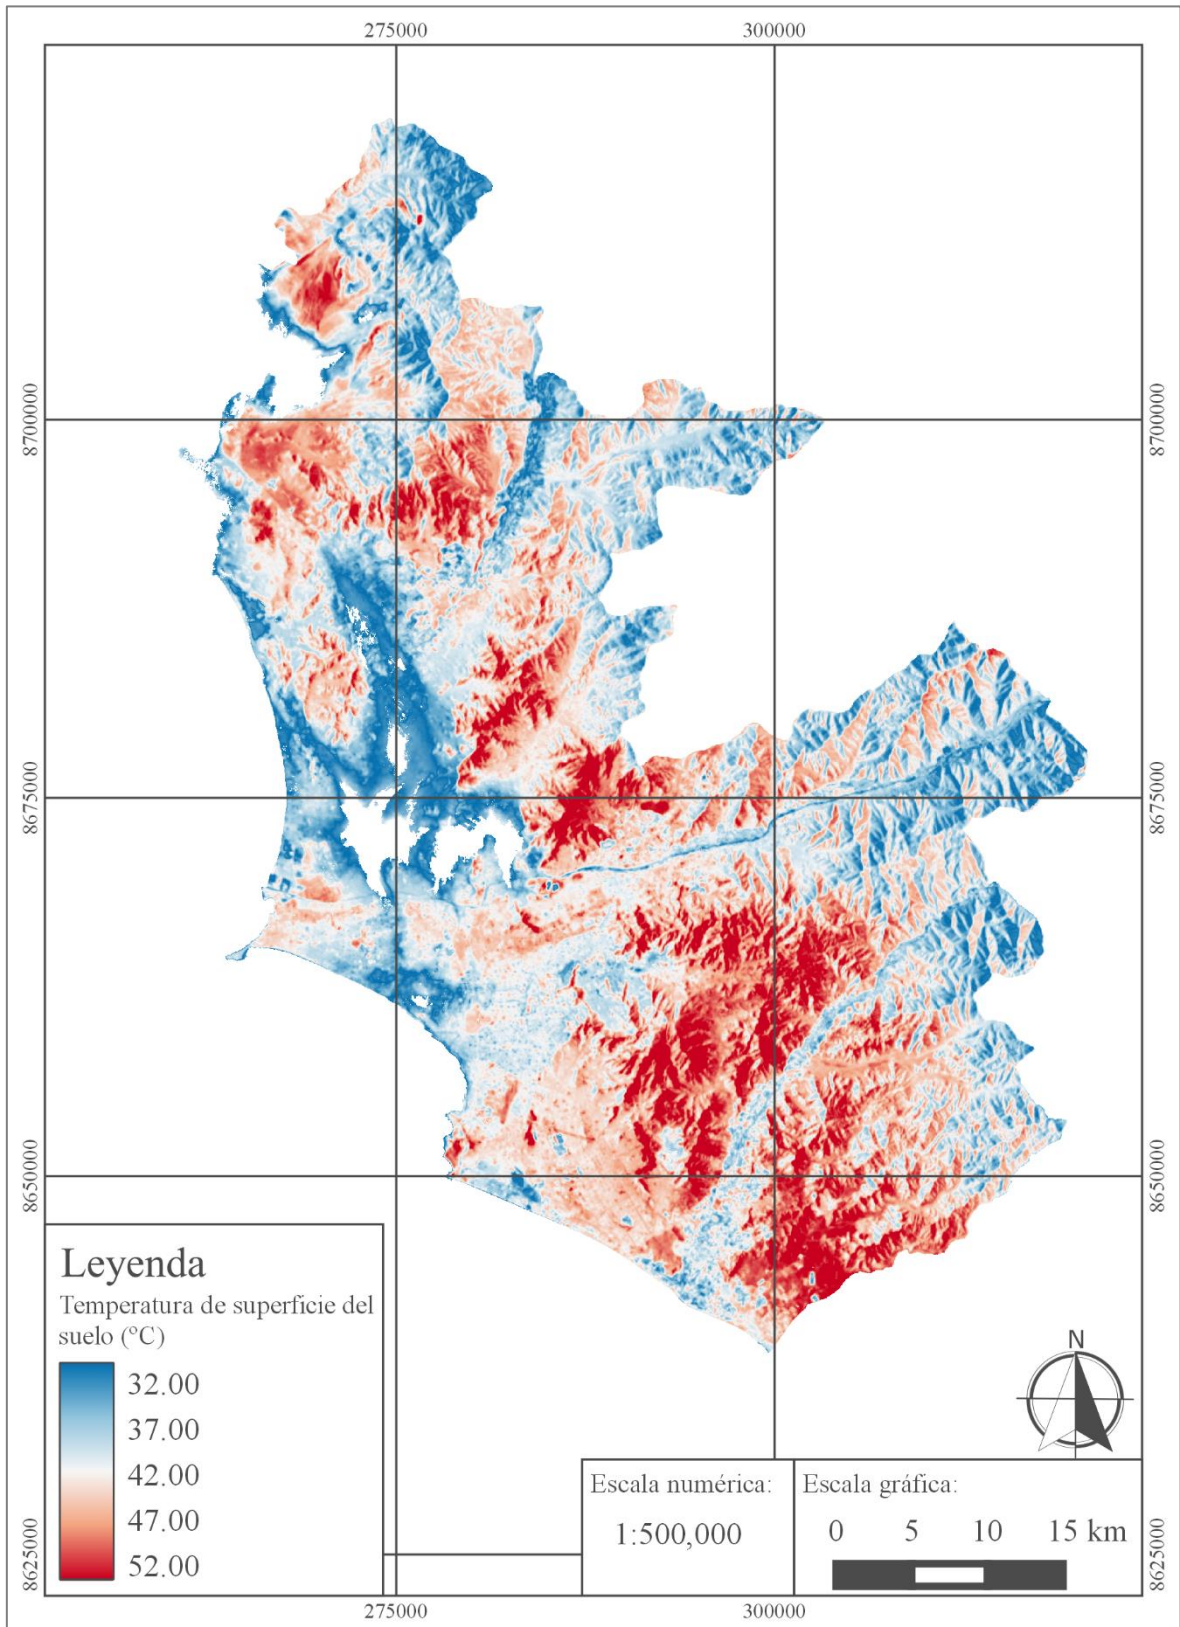 275000
300000
8700000
8700000
8675000
8675000
8650000
8650000
Leyenda
Temperatura de superficie del
suelo (°C)
32.00
37.00
42.00
47.00
52.00
N
Escala numérica:
1:500,000
Escala gráfica:
0 5 10 15 km
8625000
8625000
275000
300000